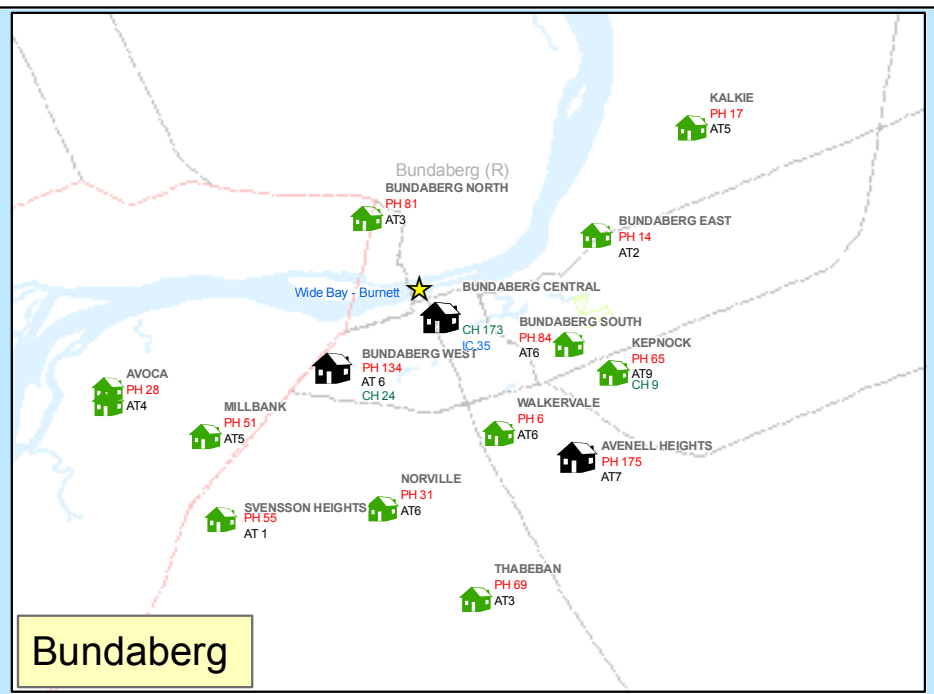 KALKIE
PH 17
AT5
Bundaberg (R)
BUNDABERG NORTH
PH 81
AT3
BUNDABERG EAST
PH 14
AT2
Wide Bay - Burnett
BUNDABERG CENTRAL
CH 173
IC 35
BUNDABERG SOUTH
PH 84
AT6
KEPNOCK
PH 65
AT9
CH 9
BUNDABERG WEST
PH 134
AT 6
CH 24
AVOCA
PH 28
AT4
MILLBANK
PH 51
AT5
WALKERVALE
PH 6
AT6
AVENELL HEIGHTS
PH 175
AT7
NORVILLE
PH 31
AT6
SVENSSON HEIGHTS
PH 55
AT 1
THABEBAN
PH 69
AT3
Bundaberg